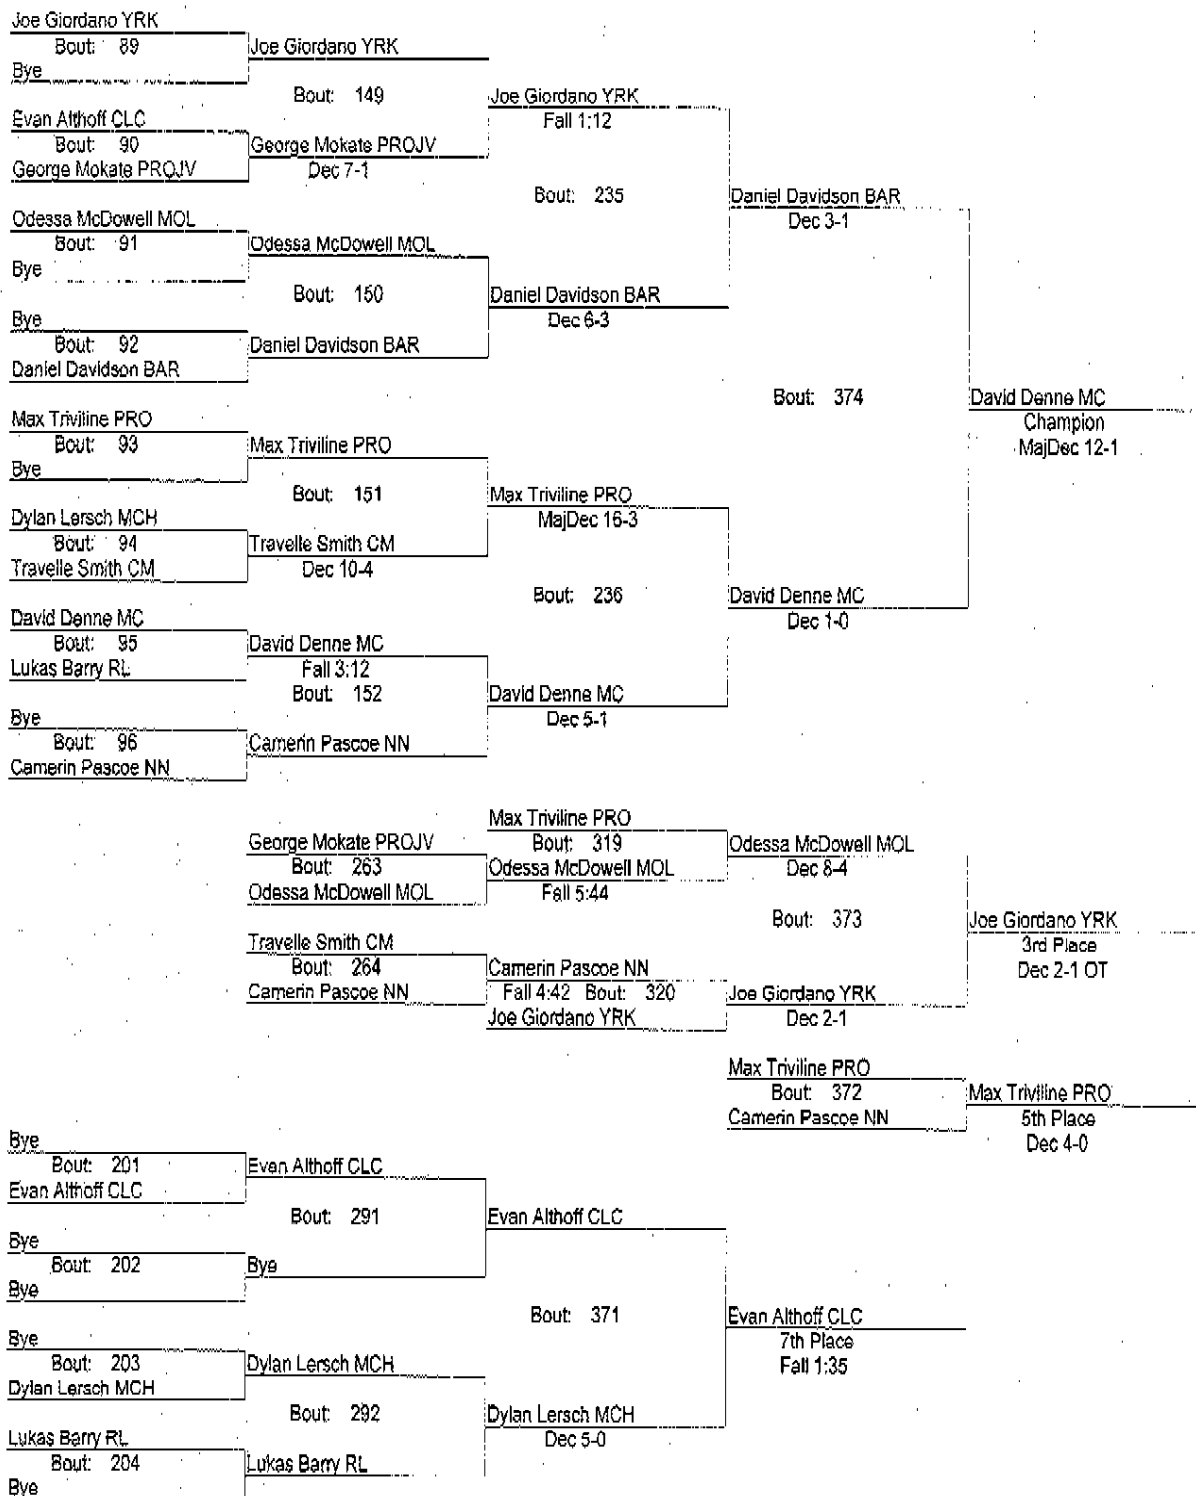 Joe Giordano YRK
Bout: 89
Bye
Joe Giordano YRK
Bout: 149
Evan Althoff CLC
Bout: 90
George Mokate PROJV
George Mokate PROJV
Dec 7-1
Joe Giordano YRK
Fall 1:12
Bout: 235
Odessa McDowell MOL
Bout: 91
Bye
Odessa McDowell MOL
Bout: 150
Bye
Bout: 92
Daniel Davidson BAR
Daniel Davidson BAR
Daniel Davidson BAR
Dec 6-3
Daniel Davidson BAR
Dec 3-1
Bout: 374
Max Triviline PRO
Bout: 93
Bye
Max Triviline PRO
Bout: 151
Dylan Lersch MCH
Bout: 94
Travelle Smith CM
Travelle Smith CM
Dec 10-4
Max Triviline PRO
MajDec 16-3
Bout: 236
David Denne MC
Bout: 95
Lukas Barry RL
David Denne MC
Fall 3:12
Bout: 152
Bye
Bout: 96
Camerin Pascoe NN
Camerin Pascoe NN
David Denne MC
Dec 5-1
David Denne MC
Dec 1-0
David Denne MC
Champion
MajDec 12-1
George Mokate PROJV
Bout: 263
Odessa McDowell MOL
Max Triviline PRO
Bout: 319
Odessa McDowell MOL
Fall 5:44
Odessa McDowell MOL
Dec 8-4
Bout: 373
Travelle Smith CM
Bout: 264
Camerin Pascoe NN
Camerin Pascoe NN
Fall 4:42 Bout: 320
Joe Giordano YRK
Joe Giordano YRK
Dec 2-1
Joe Giordano YRK
3rd Place
Dec 2-1 OT
Max Triviline PRO
Bout: 372
Camerin Pascoe NN
Max Triviline PRO
5th Place
Dec 4-0
Bye
Bout: 201
Evan Althoff CLC
Evan Althoff CLC
Bout: 291
Bye
Bout: 202
Bye
Bye
Evan Althoff CLC
Bout: 371
Bye
Bout: 203
Dylan Lersch MCH
Dylan Lersch MCH
Bout: 292
Lukas Barry RL
Bout: 204
Bye
Lukas Barry RL
Dylan Lersch MCH
Dec 5-0
Evan Althoff CLC
7th Place
Fall 1:35